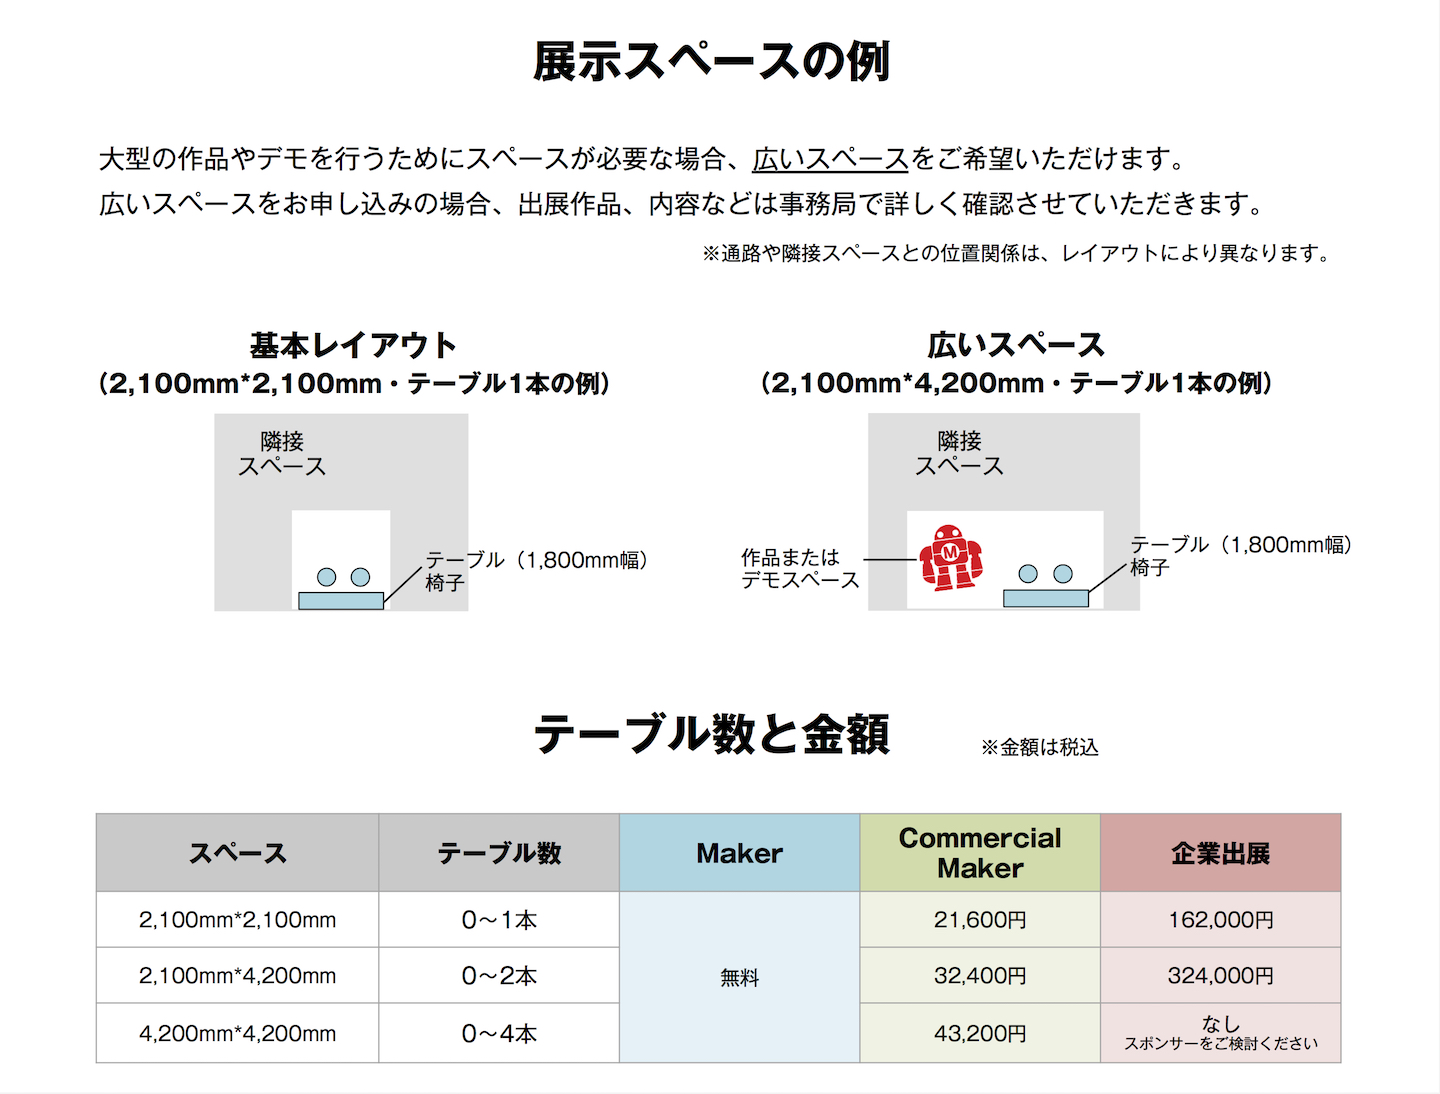 展示スペースの例
大型の作品やデモを行うためにスペースが必要な場合、広いスペースをご希望いただけます。
広いスペースをお申し込みの場合、出展作品、内容などは事務局で詳しく確認させていただきます。
※通路や隣接スペースとの位置関係は、レイアウトにより異なります。
基本レイアウト
（2,100mm*2,100mm・テーブル1本の例）
隣接
スペース
テーブル（1,800mm幅）
椅子
広いスペース
（2,100mm*4,200mm・テーブル1本の例）
隣接
スペース
作品または
デモスペース
M
テーブル（1,800mm幅）
椅子
テーブル数と金額
※金額は税込
スペース テーブル数 Maker Commercial Maker 企業出展
2,100mm*2,100mm 0〜1本 21,600円 162,000円
2,100mm*4,200mm 0〜2本 無料 32,400円 324,000円
4,200mm*4,200mm 0〜4本 43,200円 なし
スポンサーをご検討ください